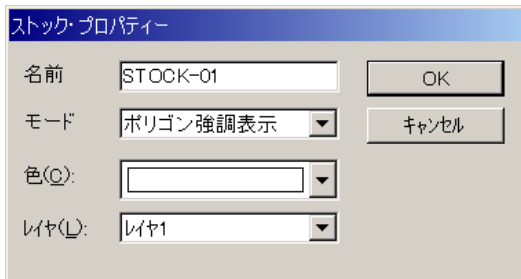 ストック・プロパティー
名前 STOCK-01 OK
モード ポリゴン強調表示 キャンセル
色(C):
レイヤ(L): レイヤ1